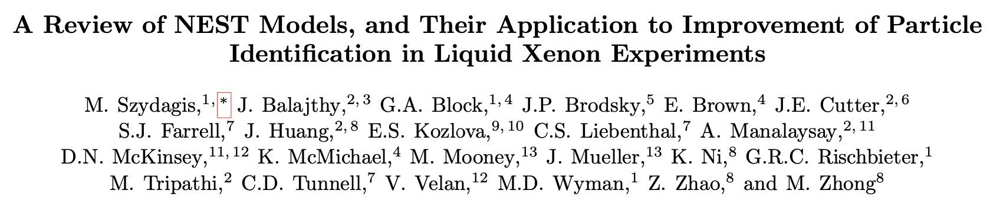 A Review of NEST Models, and Their Application to Improvement of Particle
Identification in Liquid Xenon Experiments
M. Szydagis,1, * J. Balajthy,2, 3 G.A. Block,1, 4 J.P. Brodsky,5 E. Brown,4 J.E. Cutter,2, 6
S.J. Farrell,7 J. Huang,2, 8 E.S. Kozlova,9, 10 C.S. Liebenthal,7 A. Manalaysay,2, 11
D.N. McKinsey,11, 12 K. McMichael,4 M. Mooney,13 J. Mueller,13 K. Ni,8 G.R.C. Rischbieter,1
M. Tripathi,2 C.D. Tunnell,7 V. Velan,12 M.D. Wyman,1 Z. Zhao,8 and M. Zhong8